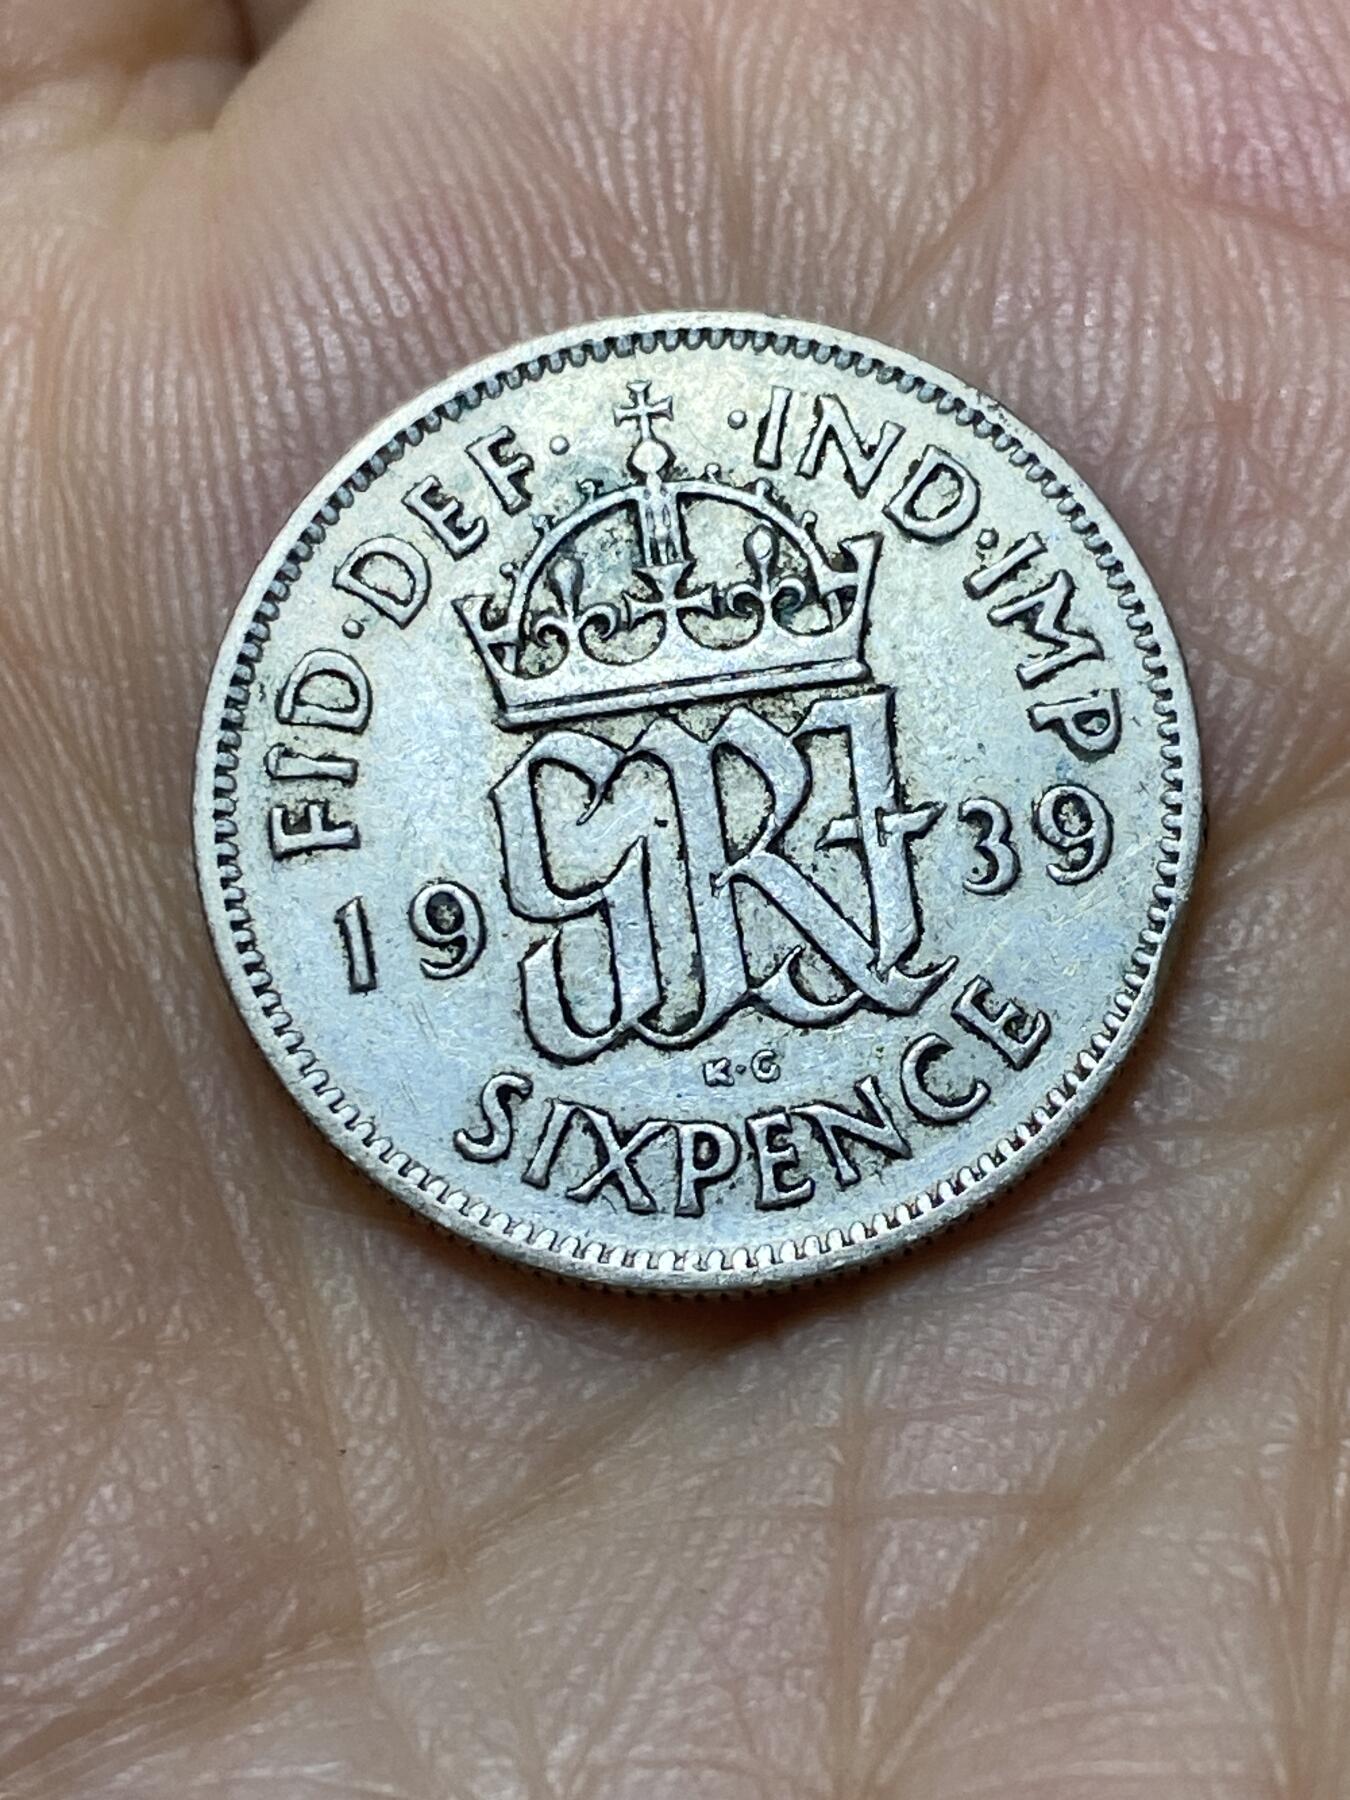 FID·DEF· ·IND·IMP
GRI
19 39
K·G
SIXPENCE